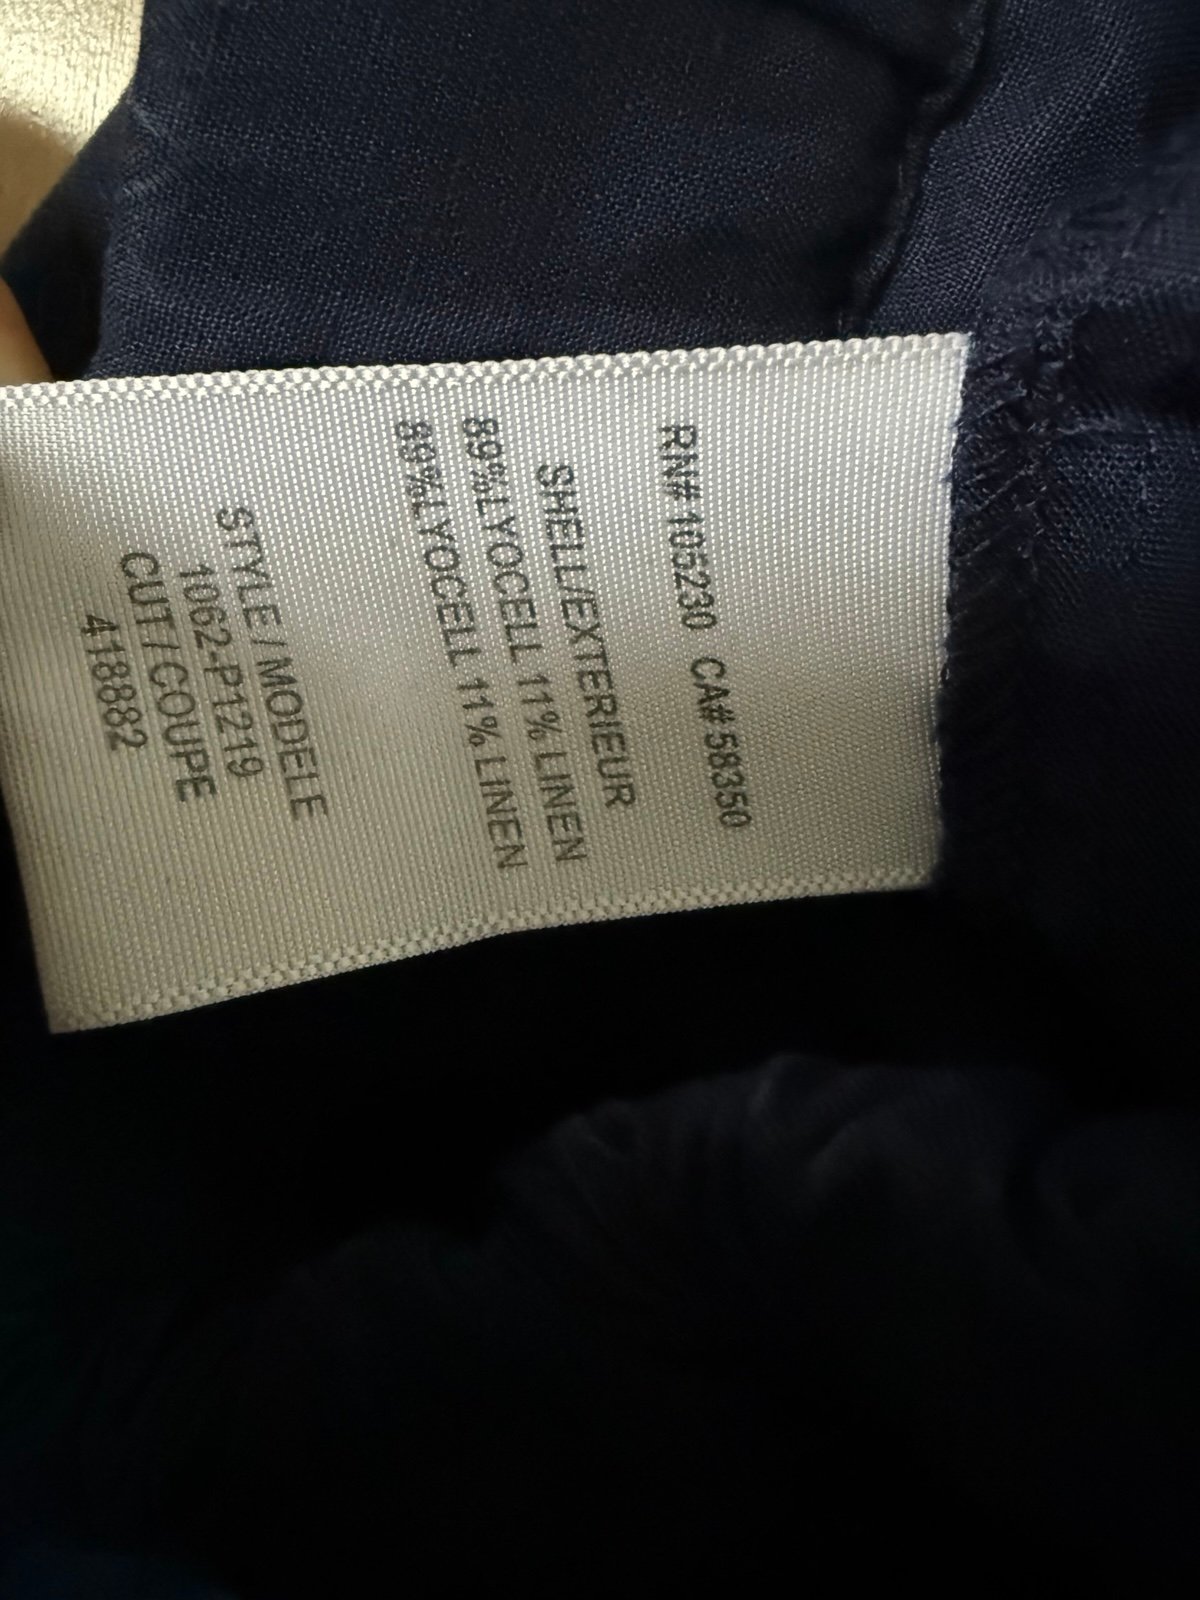 RN# 105230 CA# 58350
SHELL/EXTERIEUR
89%LYOCELL 11% LINEN
89%LYOCELL 11% LINEN
STYLE / MODELE
1062-P1219
CUT / COUPE
418882